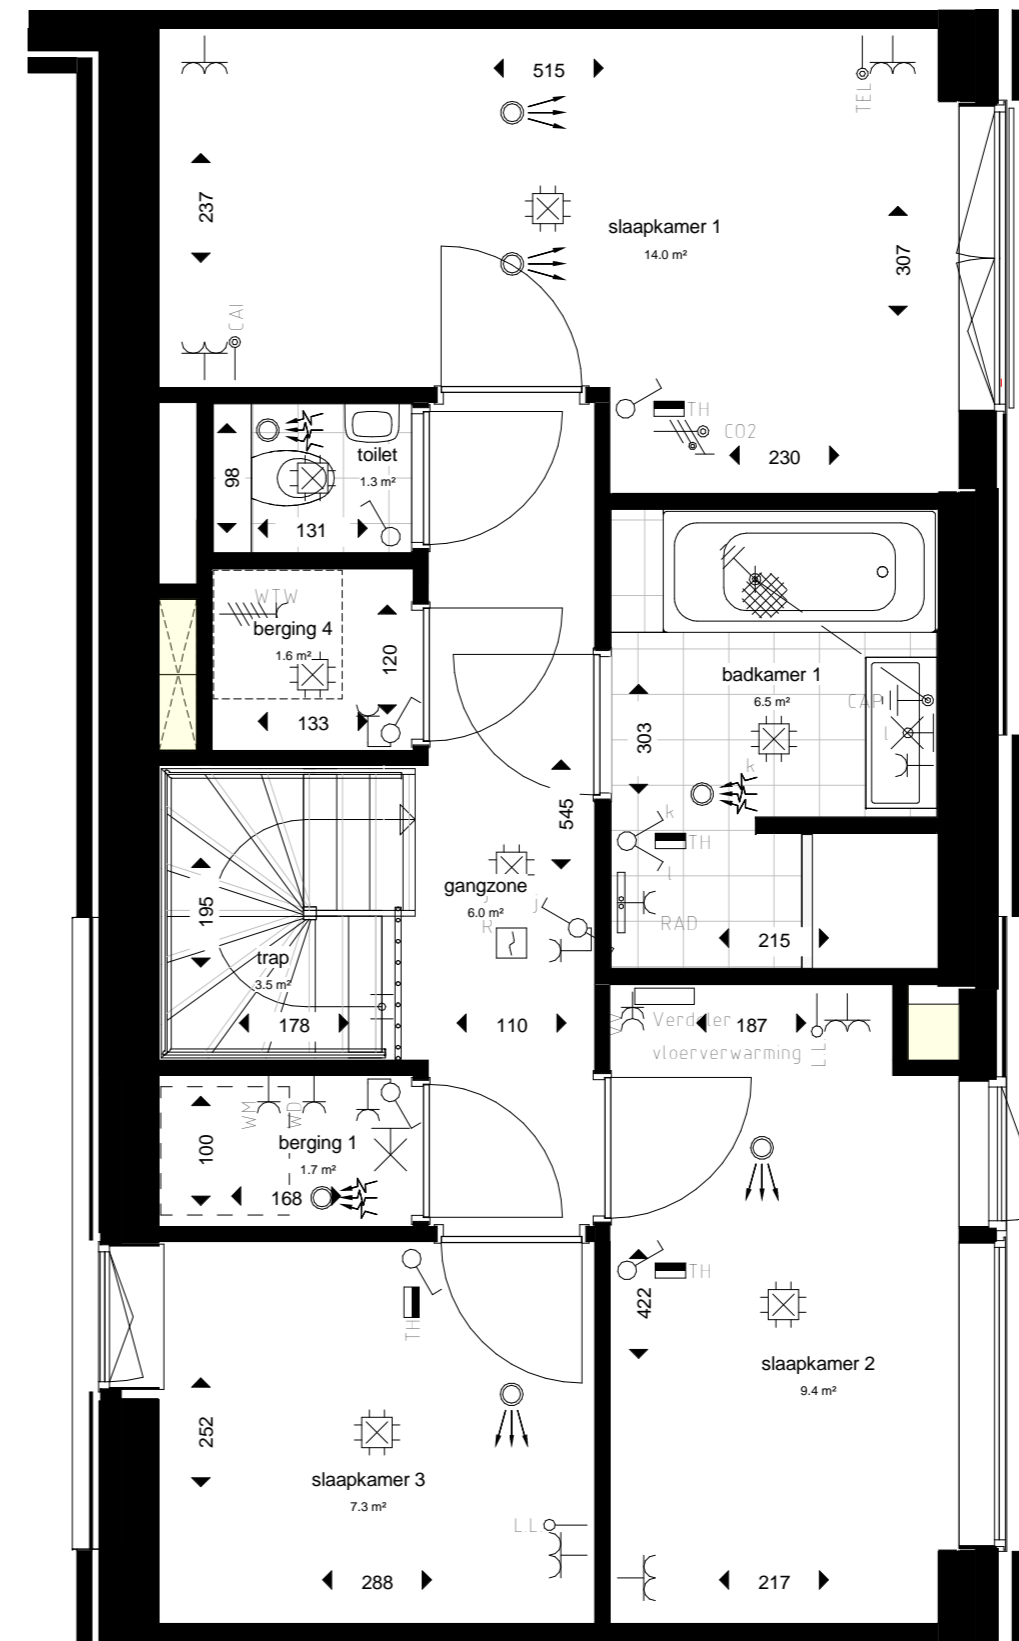 515
TEL
237
slaapkamer 1
14.0 m²
307
CAI
TH
CO2
230
98
toilet
1.3 m²
131
WTW
berging 4
1.6 m²
120
133
badkamer 1
6.5 m²
CAP
l
303
k
545
k
TH
l
195
gangzone
6.0 m²
j
j
R
RAD
215
trap
3.5 m²
178
110
Verdeler
187
vloerverwarming
L.L
WM
WD
100
berging 1
1.7 m²
168
TH
TH
422
slaapkamer 2
9.4 m²
252
slaapkamer 3
7.3 m²
L.L.
288
217